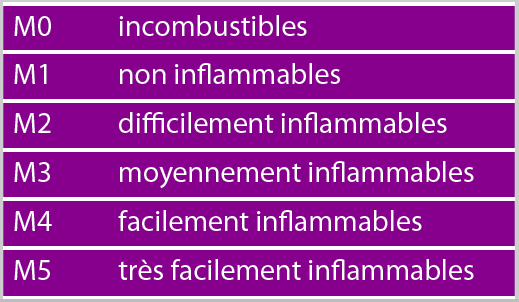 M0 incombustibles
M1 non inflammables
M2 difficilement inflammables
M3 moyennement inflammables
M4 facilement inflammables
M5 très facilement inflammables